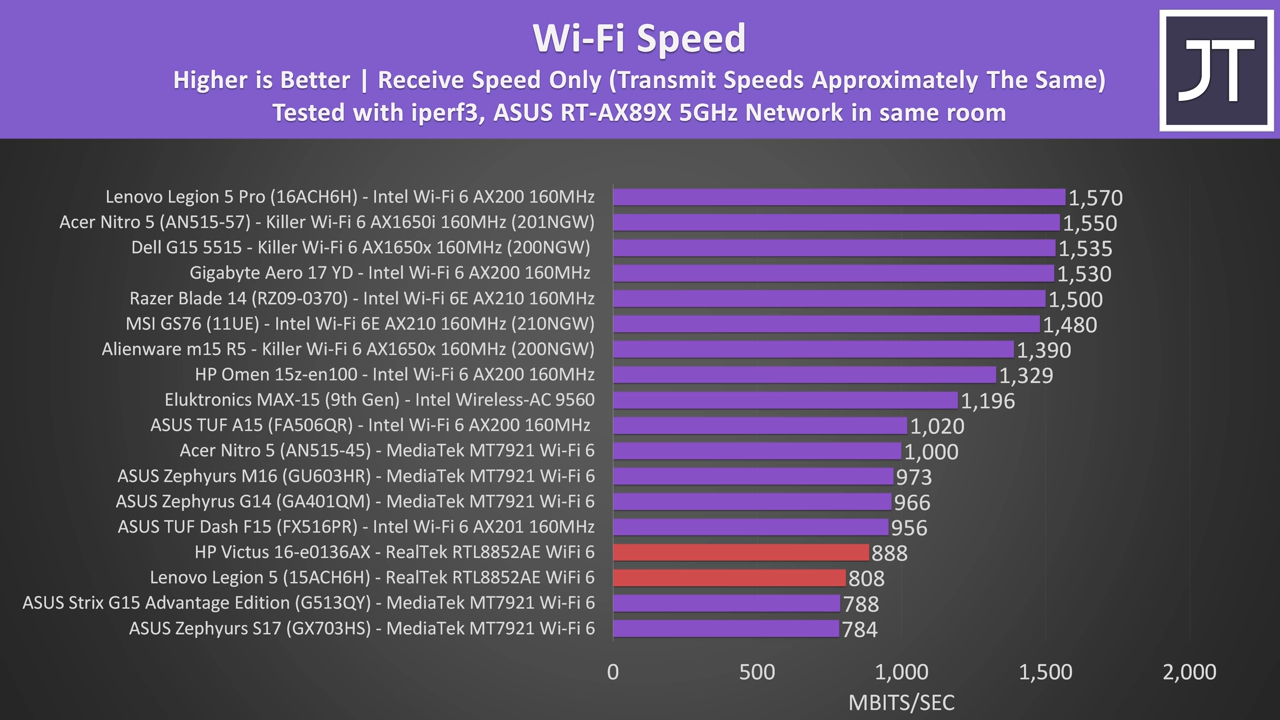 Wi-Fi Speed
Higher is Better | Receive Speed Only (Transmit Speeds Approximately The Same)
Tested with iperf3, ASUS RT-AX89X 5GHz Network in same room
JT
Lenovo Legion 5 Pro (16ACH6H) - Intel Wi-Fi 6 AX200 160MHz 1,570
Acer Nitro 5 (AN515-57) - Killer Wi-Fi 6 AX1650i 160MHz (201NGW) 1,550
Dell G15 5515 - Killer Wi-Fi 6 AX1650x 160MHz (200NGW) 1,535
Gigabyte Aero 17 YD - Intel Wi-Fi 6 AX200 160MHz 1,530
Razer Blade 14 (RZ09-0370) - Intel Wi-Fi 6E AX210 160MHz 1,500
MSI GS76 (11UE) - Intel Wi-Fi 6E AX210 160MHz (210NGW) 1,480
Alienware m15 R5 - Killer Wi-Fi 6 AX1650x 160MHz (200NGW) 1,390
HP Omen 15z-en100 - Intel Wi-Fi 6 AX200 160MHz 1,329
Eluktronics MAX-15 (9th Gen) - Intel Wireless-AC 9560 1,196
ASUS TUF A15 (FA506QR) - Intel Wi-Fi 6 AX200 160MHz 1,020
Acer Nitro 5 (AN515-45) - MediaTek MT7921 Wi-Fi 6 1,000
ASUS Zephyurs M16 (GU603HR) - MediaTek MT7921 Wi-Fi 6 973
ASUS Zephyrus G14 (GA401QM) - MediaTek MT7921 Wi-Fi 6 966
ASUS TUF Dash F15 (FX516PR) - Intel Wi-Fi 6 AX201 160MHz 956
HP Victus 16-e0136AX - RealTek RTL8852AE WiFi 6 888
Lenovo Legion 5 (15ACH6H) - RealTek RTL8852AE WiFi 6 808
ASUS Strix G15 Advantage Edition (G513QY) - MediaTek MT7921 Wi-Fi 6 788
ASUS Zephyurs S17 (GX703HS) - MediaTek MT7921 Wi-Fi 6 784
0 500 1,000 1,500 2,000
MBITS/SEC